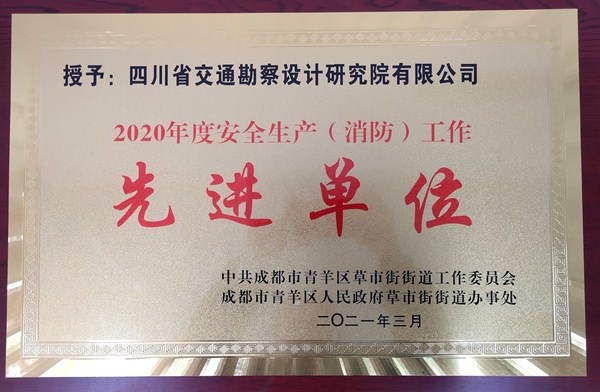 授予：四川省交通勘察设计研究院有限公司
2020年度安全生产（消防）工作
先进单位
中共成都市青羊区草市街街道工作委员会
成都市青羊区人民政府草市街街道办事处
二〇二一年三月